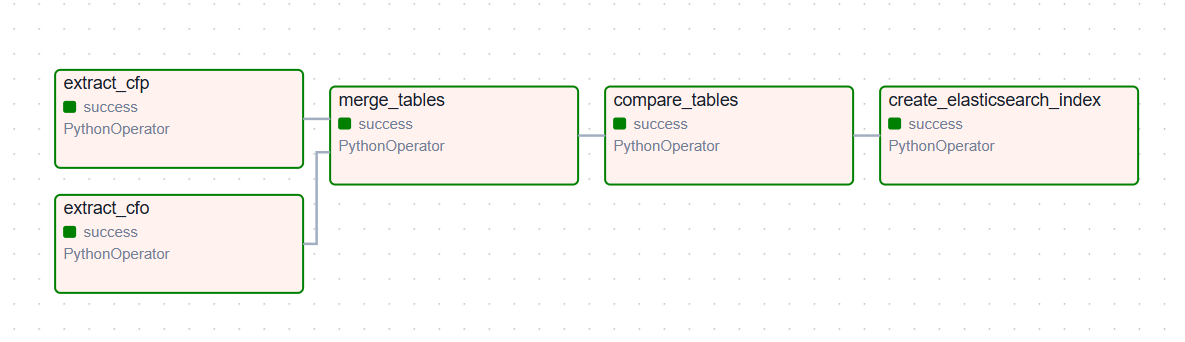 extract_cfp
success
PythonOperator
extract_cfo
success
PythonOperator
merge_tables
success
PythonOperator
compare_tables
success
PythonOperator
create_elasticsearch_index
success
PythonOperator